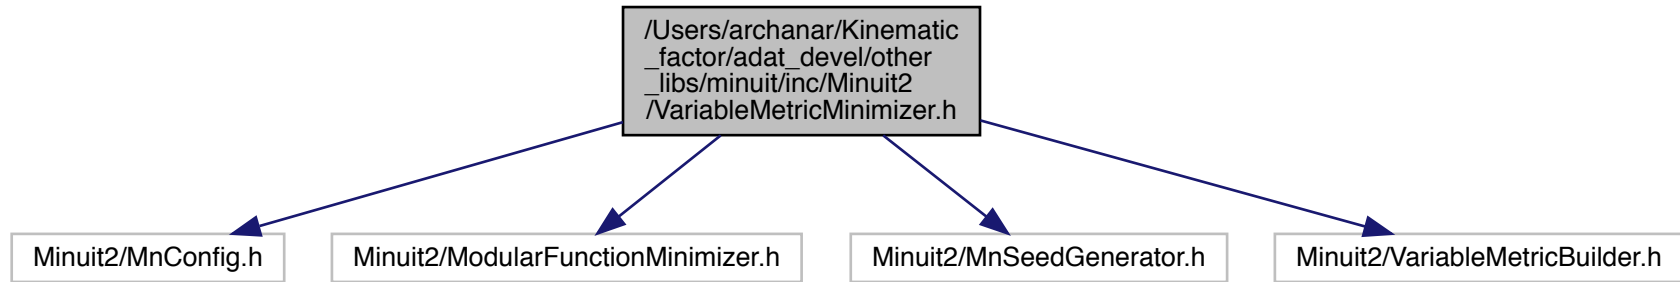 /Users/archanar/Kinematic
_factor/adat_devel/other
_libs/minuit/inc/Minuit2
/VariableMetricMinimizer.h
Minuit2/MnConfig.h
Minuit2/ModularFunctionMinimizer.h
Minuit2/MnSeedGenerator.h
Minuit2/VariableMetricBuilder.h